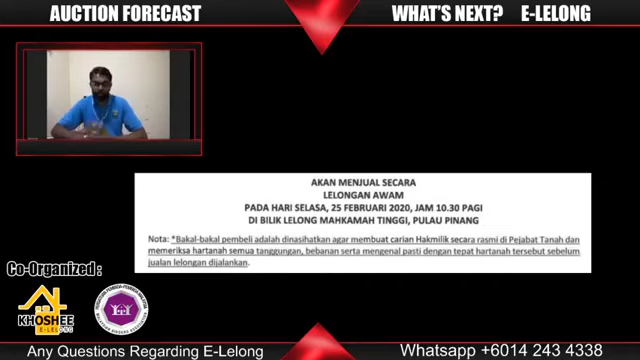 AUCTION FORECAST
WHAT'S NEXT? E-LELONG
AKAN MENJUAL SECARA
LELONGAN AWAM
PADA HARI SELASA, 25 FEBRUARI 2020, JAM 10.30 PAGI
DI BILIK LELONG MAHKAMAH TINGGI, PULAU PINANG
Nota: *Bakal-bakal pembeli adalah dinasihatkan agar membuat carian Hakmilik secara rasmi di Pejabat Tanah dan
memeriksa hartanah semua tanggungan, bebanan serta mengenal pasti dengan tepat hartanah tersebut sebelum
jualan lelongan dijalankan.
Co-Organized :
KHOSHEE
E-LELONG
Any Questions Regarding E-Lelong
Whatsapp +6014 243 4338